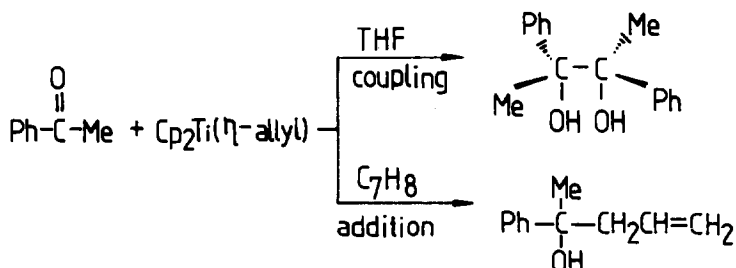 O
Ph-C-Me + Cp2Ti(η-allyl)
THF
coupling
Ph Me
C - C
Me Ph
OH OH
C7H8
addition
Me
Ph-C-CH2CH=CH2
OH